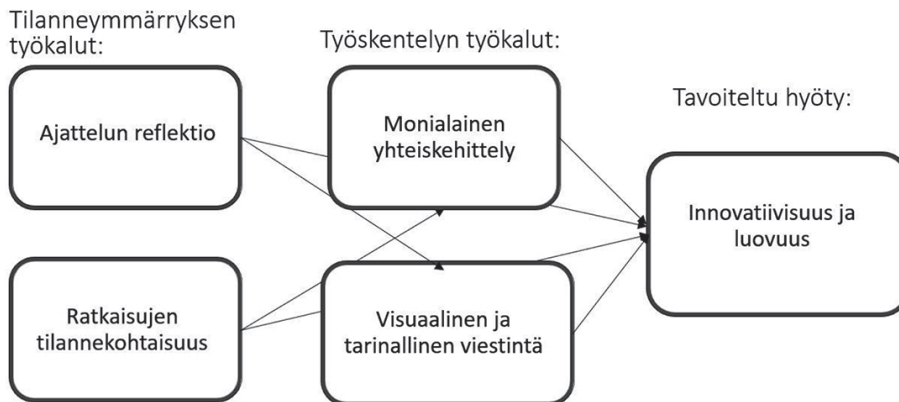 Tilanneymmärryksen
työkalut:
Ajattelun reflektio
Ratkaisujen
tilannekohtaisuus
Työskentelyn työkalut:
Monialainen
yhteiskehittely
Visuaalinen ja
tarinallinen viestintä
Tavoiteltu hyöty:
Innovatiivisuus ja
luovuus